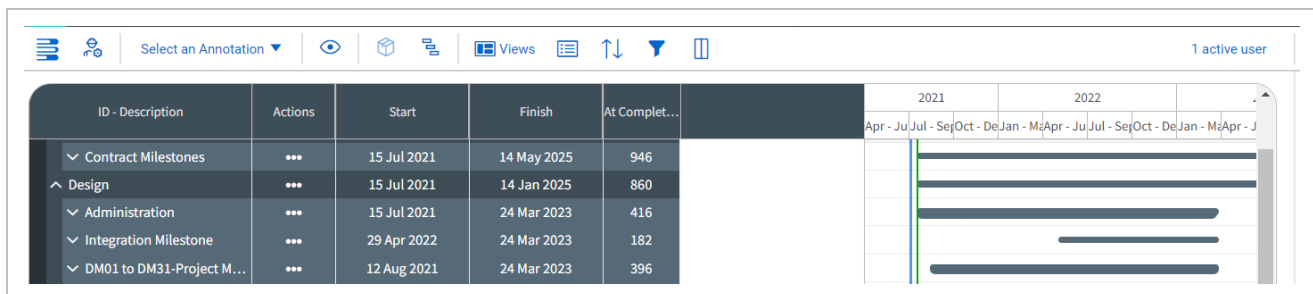 Select an Annotation Views 1 active user
2021 2022
ID - Description Actions Start Finish At Complet...
Apr - Ju Jul - Sep Oct - De Jan - Ma Apr - Ju Jul - Sep Oct - De Jan - Ma Apr - J
Contract Milestones ••• 15 Jul 2021 14 May 2025 946
Design ••• 15 Jul 2021 14 Jan 2025 860
Administration ••• 15 Jul 2021 24 Mar 2023 416
Integration Milestone ••• 29 Apr 2022 24 Mar 2023 182
DM01 to DM31-Project M... ••• 12 Aug 2021 24 Mar 2023 396